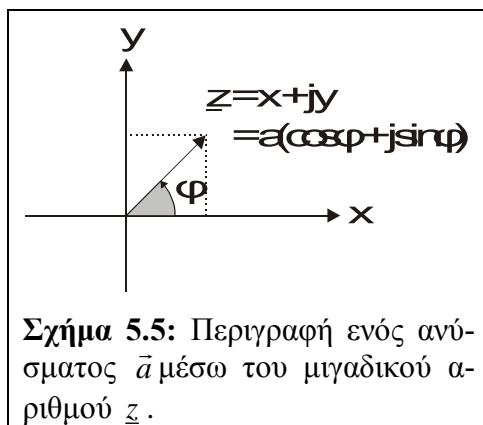 y
z=x+jy
=a(cosφ+jsinφ)
φ
x
Σχήμα 5.5: Περιγραφή ενός ανύ-
σματος a⃗ μέσω του μιγαδικού α-
ριθμού z .